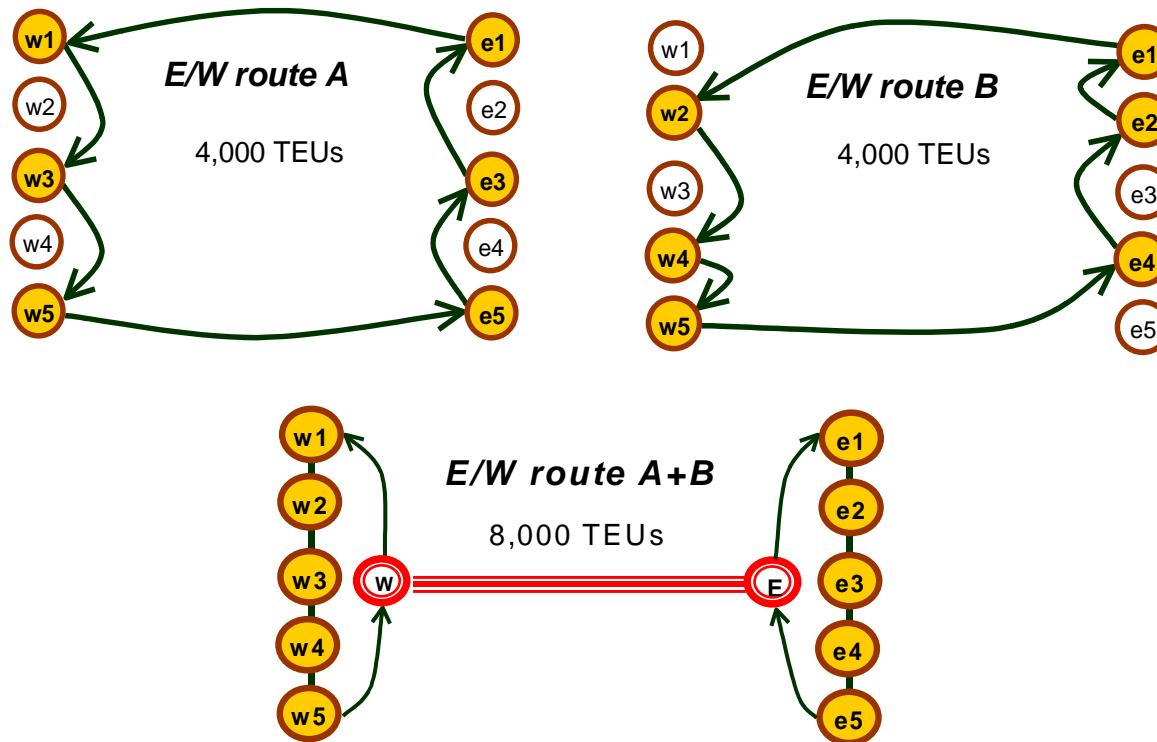 w1
w2
w3
w4
w5
E/W route A
4,000 TEUs
e1
e2
e3
e4
e5
w1
w2
w3
w4
w5
E/W route B
4,000 TEUs
e1
e2
e3
e4
e5
w1
w2
w3
w4
w5
W
E/W route A+B
8,000 TEUs
E
e1
e2
e3
e4
e5